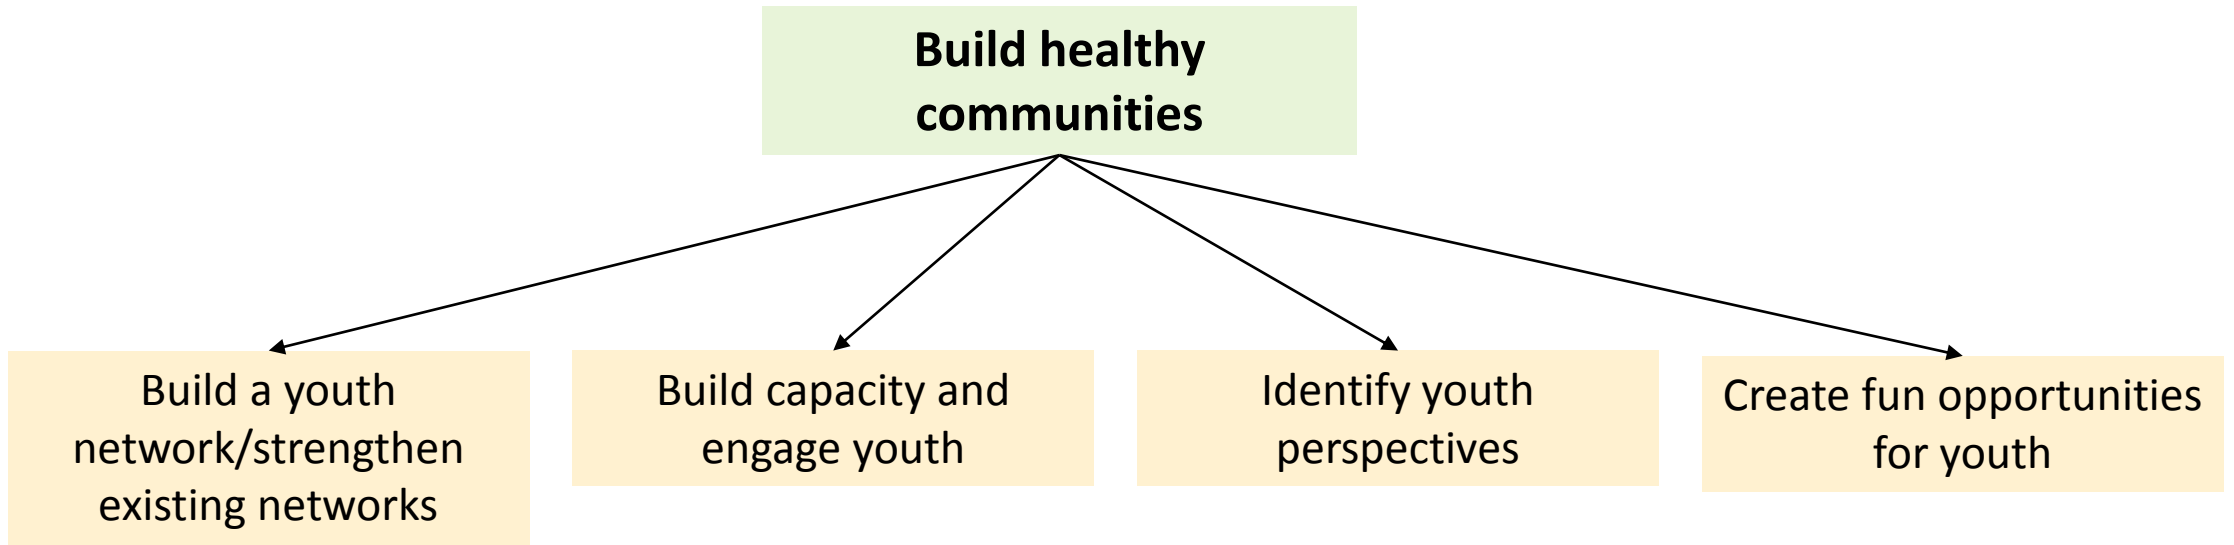 Build healthy
communities
Build a youth
network/strengthen
existing networks
Build capacity and
engage youth
Identify youth
perspectives
Create fun opportunities
for youth